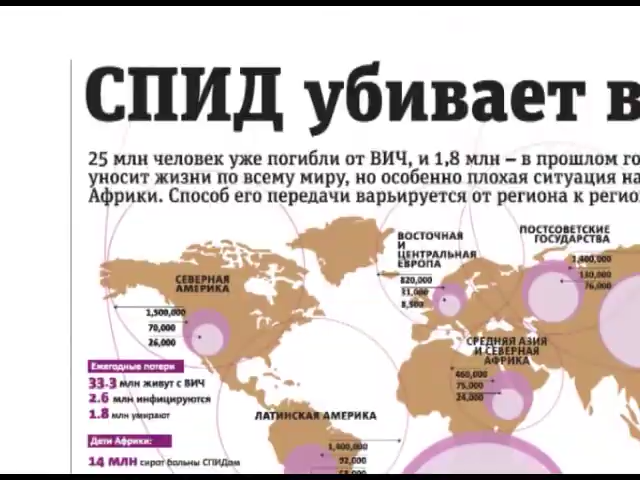 СПИД убивает в
25 млн человек уже погибли от ВИЧ, и 1,8 млн – в прошлом го
уносит жизни по всему миру, но особенно плохая ситуация на
Африки. Способ его передачи варьируется от региона к регио
ПОСТСОВЕТСКИЕ
ГОСУДАРСТВА
1,400,000
130,000
76,000
ВОСТОЧНАЯ
И
ЦЕНТРАЛЬНАЯ
ЕВРОПА
820,000
31,000
8,500
СЕВЕРНАЯ
АМЕРИКА
1,500,000
70,000
26,000
СРЕДНЯЯ АЗИЯ
И СЕВЕРНАЯ
АФРИКА
460,000
75,000
24,000
Ежегодные потери
33.3 млн живут с ВИЧ
2.6 млн инфицируются
1.8 млн умирают
ЛАТИНСКАЯ АМЕРИКА
1,400,000
92,000
Дети Африки:
14 МЛН сирот больны СПИДом